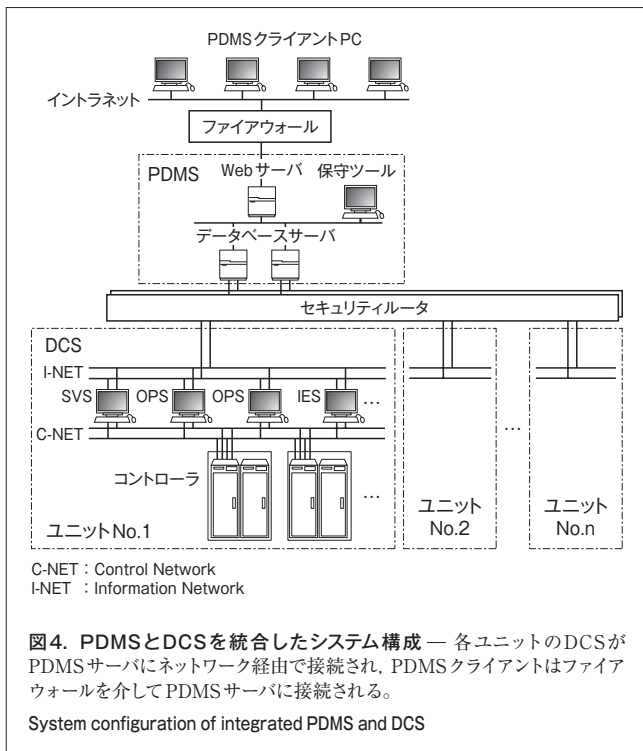 PDMSクライアントPC
イントラネット
ファイアウォール
PDMS
Webサーバ
保守ツール
データベースサーバ
セキュリティルータ
DCS
I-NET
SVS
OPS
OPS
IES
…
C-NET
コントローラ
…
ユニットNo.1
ユニット
No.2
…
ユニット
No.n
C-NET：Control Network
I-NET：Information Network
図4．PDMSとDCSを統合したシステム構成 ― 各ユニットのDCSが
PDMSサーバにネットワーク経由で接続され，PDMSクライアントはファイア
ウォールを介してPDMSサーバに接続される。
System configuration of integrated PDMS and DCS